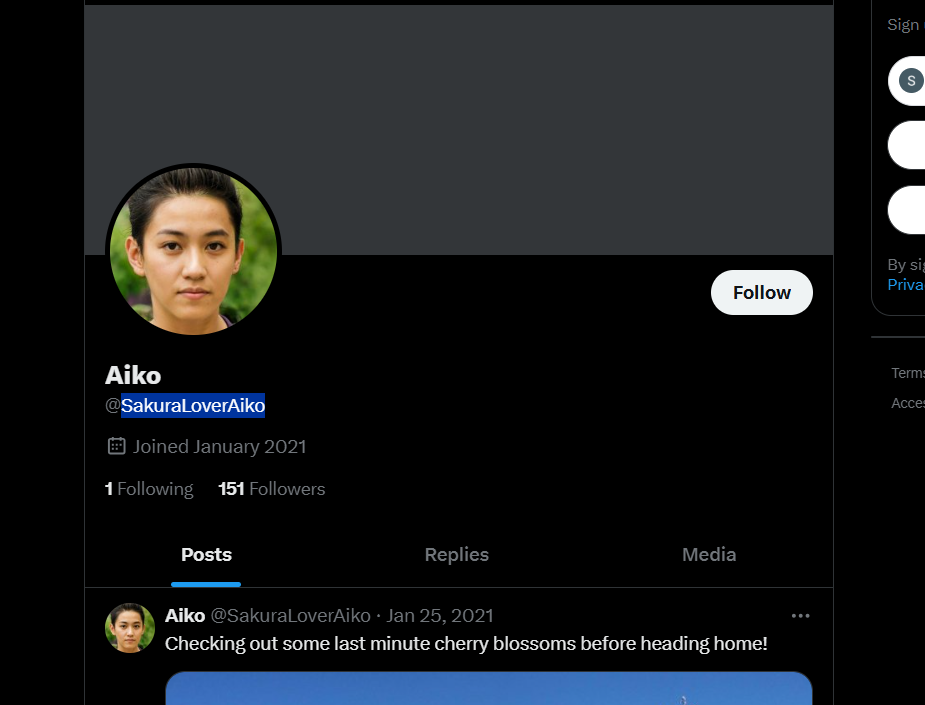 Sign
S
Follow
Aiko
@SakuraLoverAiko
By
Priva
Joined January 2021
1 Following 151 Followers
Terms
Acces
Posts Replies Media
Aiko @SakuraLoverAiko · Jan 25, 2021
Checking out some last minute cherry blossoms before heading home!